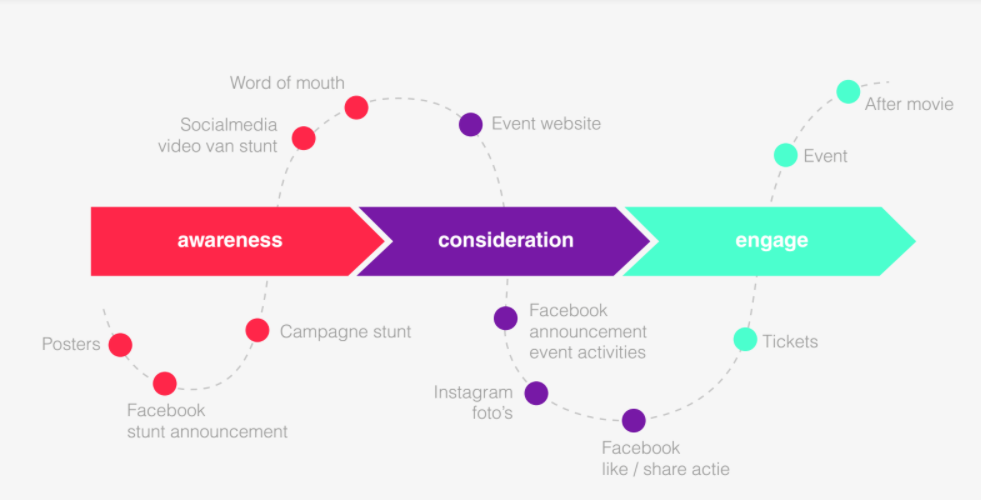 Word of mouth
Socialmedia
video van stunt
Event website
After movie
Event
awareness
consideration
engage
Posters
Facebook
stunt announcement
Campagne stunt
Facebook
announcement
event activities
Instagram
foto's
Facebook
like / share actie
Tickets